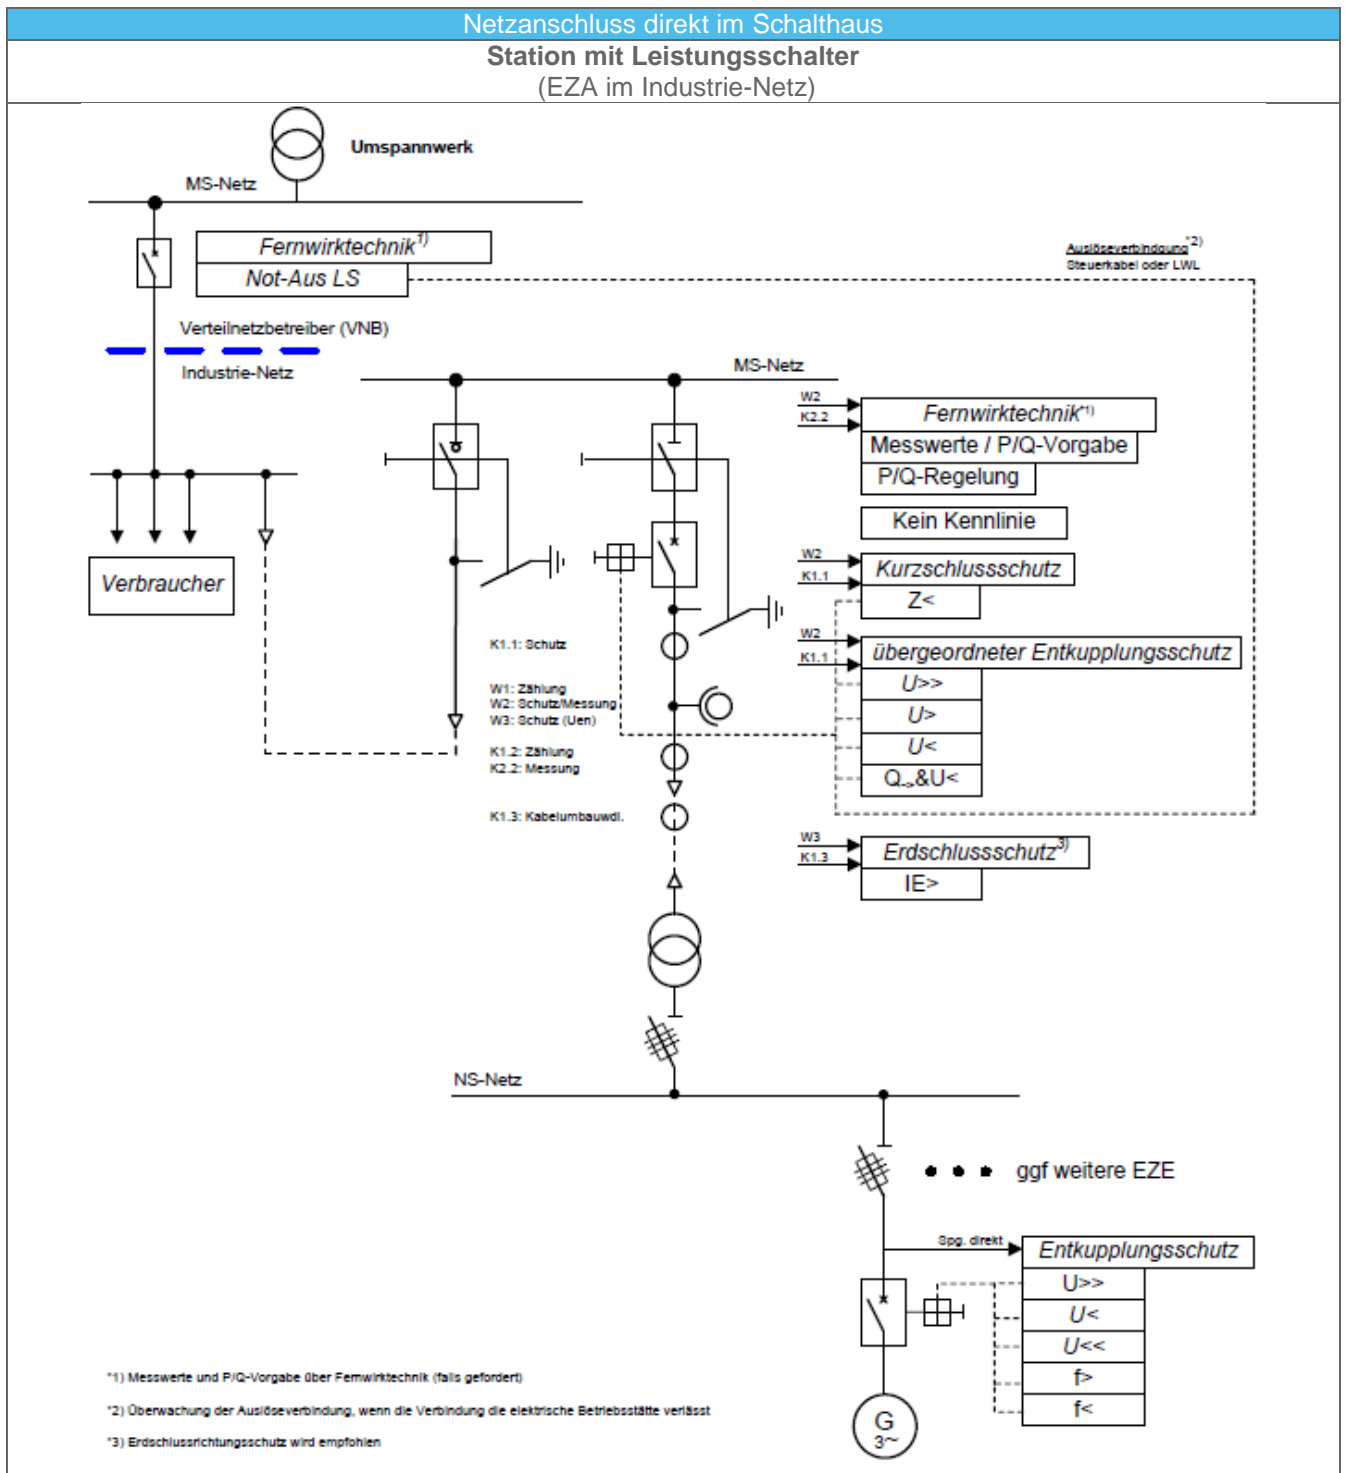 Netzanschluss direkt im Schalthaus
Station mit Leistungsschalter
(EZA im Industrie-Netz)
Umspannwerk
MS-Netz
Fernwirktechnik1)
Not-Aus LS
Auslöseverbindung*2)
Steuerkabel oder LWL
Verteilnetzbetreiber (VNB)
Industrie-Netz
MS-Netz
W2
K2.2
Fernwirktechnik*1)
Messwerte / P/Q-Vorgabe
P/Q-Regelung
Kein Kennlinie
Verbraucher
W2
K1.1
Kurzschlussschutz
Z<
K1.1: Schutz
W2
K1.1
übergeordneter Entkupplungsschutz
U>>
U>
U<
Q->&U<
W1: Zählung
W2: Schutz/Messung
W3: Schutz (Uen)
K1.2: Zählung
K2.2: Messung
K1.3: Kabelumbauwdl.
W3
K1.3
Erdschlussschutz3)
IE>
NS-Netz
ggf weitere EZE
Spg. direkt
Entkupplungsschutz
U>>
U<
U<<
f>
f<
G
3~
*1) Messwerte und P/Q-Vorgabe über Fernwirktechnik (falls gefordert)
*2) Überwachung der Auslöseverbindung, wenn die Verbindung die elektrische Betriebsstätte verlässt
*3) Erdschlussrichtungsschutz wird empfohlen